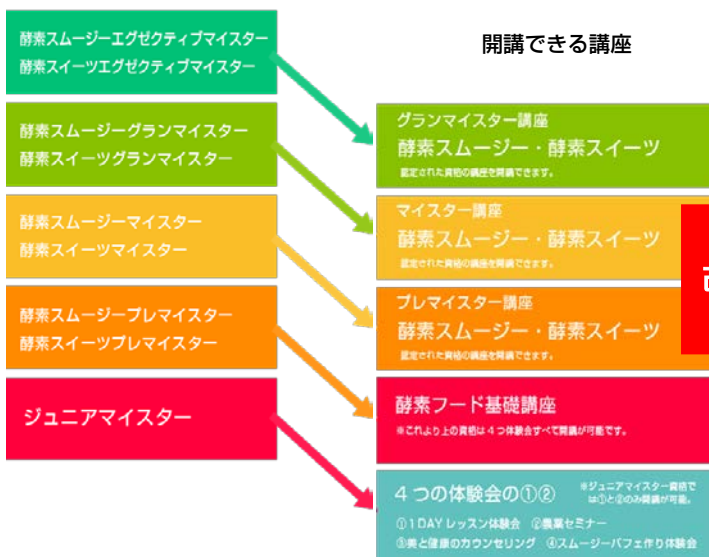 酵素スムージーエグゼクティブマイスター
酵素スイーツエグゼクティブマイスター
酵素スムージーグランマイスター
酵素スイーツグランマイスター
酵素スムージーマイスター
酵素スイーツマイスター
酵素スムージープレマイスター
酵素スイーツプレマイスター
ジュニアマイスター
開講できる講座
グランマイスター講座
酵素スムージー・酵素スイーツ
認定された資格の講座を開講できます。
マイスター講座
酵素スムージー・酵素スイーツ
認定された資格の講座を開講できます。
プレマイスター講座
酵素スムージー・酵素スイーツ
認定された資格の講座を開講できます。
酵素フード基礎講座
※これより上の資格は4つ体験会すべて開講が可能です。
4つの体験会の①②
※ジュニアマイスター資格で
は①と②のみ開講が可能。
①1DAYレッスン体験会 ②農業セミナー
③美と健康のカウンセリング ④スムージーパフェ作り体験会